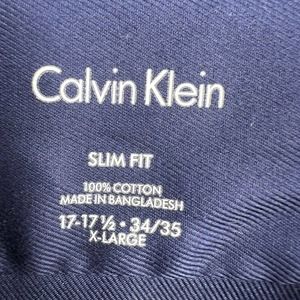 Calvin Klein
SLIM FIT
100% COTTON
MADE IN BANGLADESH
17-17 ½ • 34/35
X-LARGE